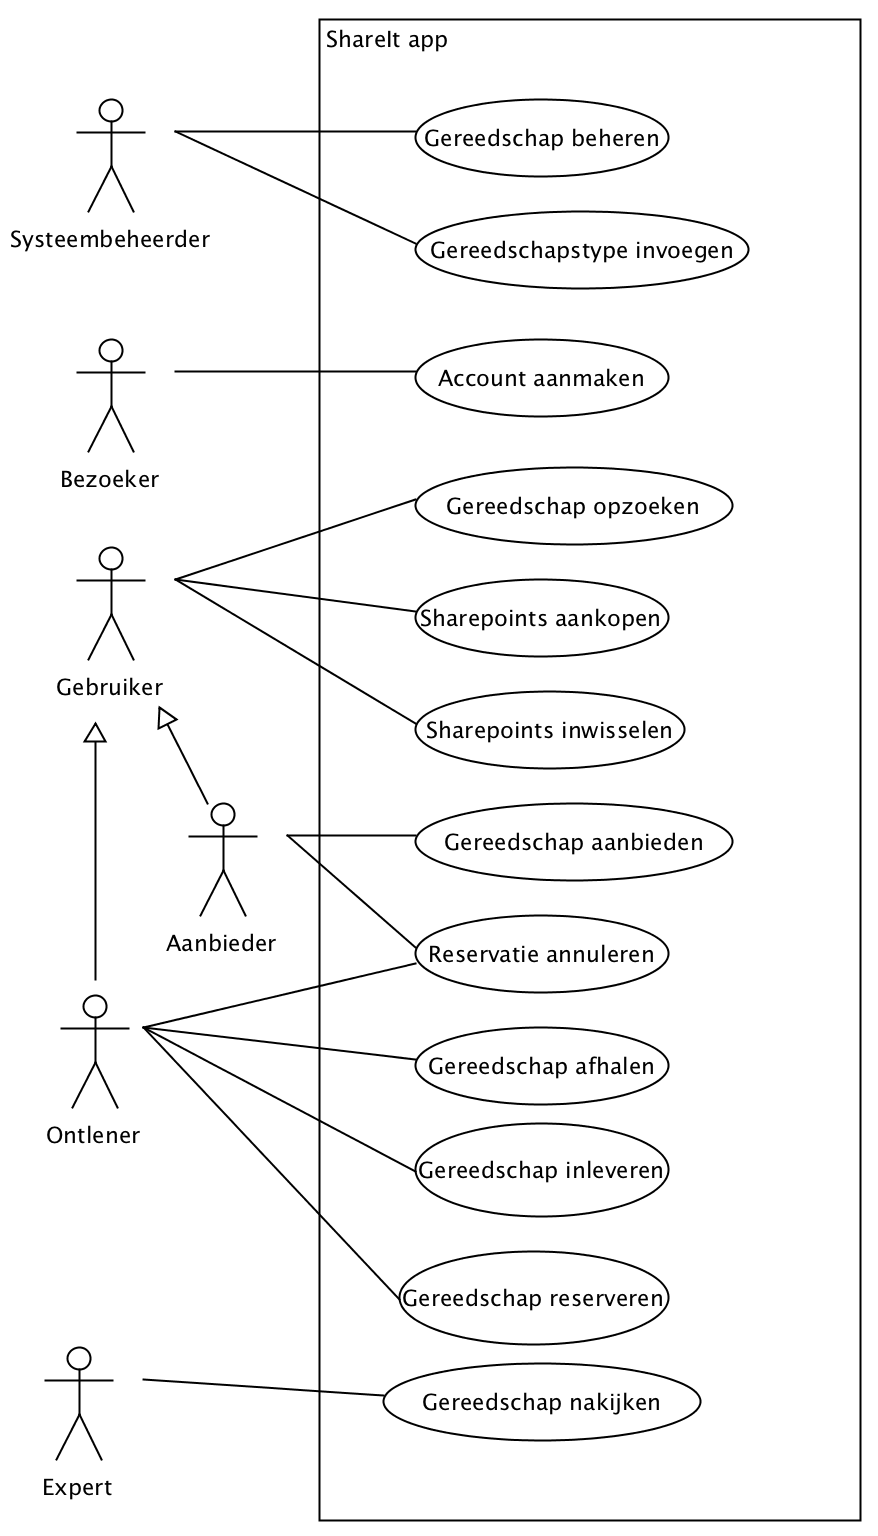 ShareIt app
Gereedschap beheren
Systeembeheerder
Gereedschapstype invoegen
Account aanmaken
Bezoeker
Gereedschap opzoeken
Sharepoints aankopen
Gebruiker
Sharepoints inwisselen
Gereedschap aanbieden
Aanbieder
Reservatie annuleren
Gereedschap afhalen
Ontlener
Gereedschap inleveren
Gereedschap reserveren
Gereedschap nakijken
Expert